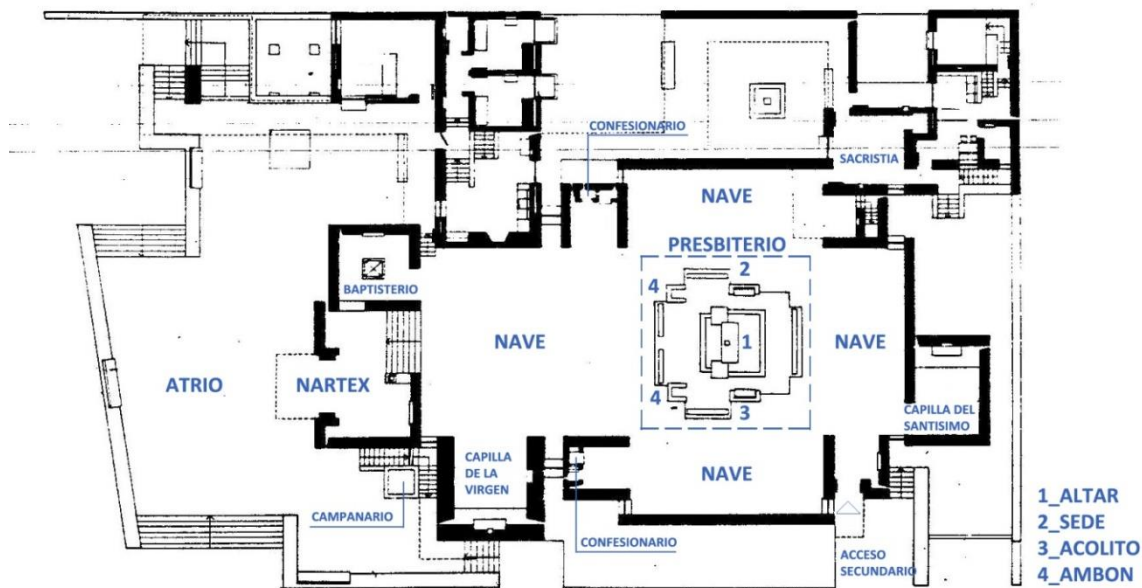 CONFESIONARIO
SACRISTIA
NAVE
PRESBITERIO
2
4
BAPTISTERIO
NAVE
1
NAVE
ATRIO
NARTEX
4
3
CAPILLA DEL
SANTISIMO
CAPILLA
DE LA
VIRGEN
NAVE
CAMPANARIO
CONFESIONARIO
ACCESO
SECUNDARIO
1_ALTAR
2_SEDE
3_ACOLITO
4_AMBON